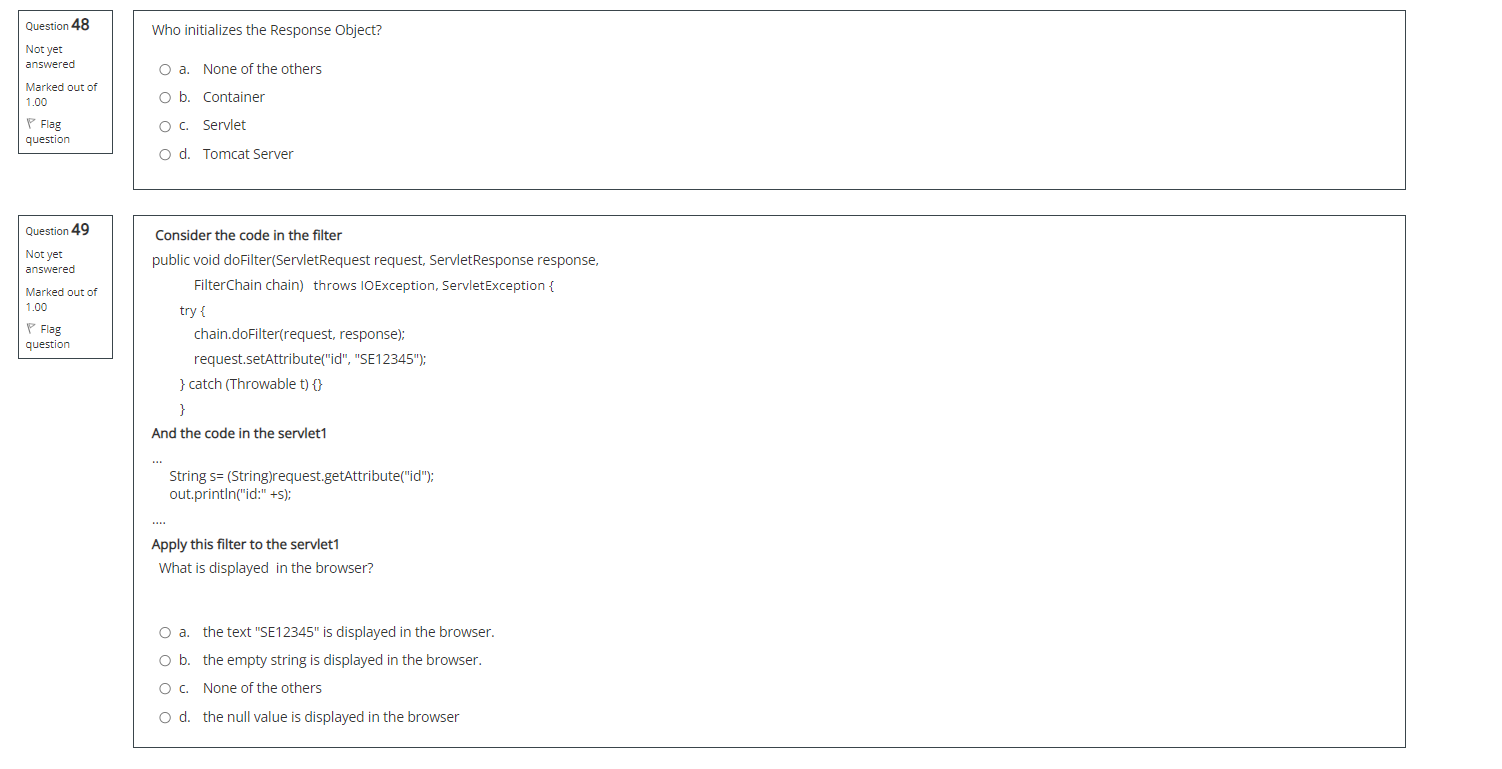 Question 48
Not yet
answered
Marked out of
1.00
Flag
question
Who initializes the Response Object?
a. None of the others
b. Container
c. Servlet
d. Tomcat Server
Question 49
Not yet
answered
Marked out of
1.00
Flag
question
Consider the code in the filter
public void doFilter(ServletRequest request, ServletResponse response,
FilterChain chain) throws IOException, ServletException {
try {
chain.doFilter(request, response);
request.setAttribute("id", "SE12345");
} catch (Throwable t) {}
}
And the code in the servlet1
...
String s= (String)request.getAttribute("id");
out.println("id:" +s);
....
Apply this filter to the servlet1
What is displayed in the browser?
a. the text "SE12345" is displayed in the browser.
b. the empty string is displayed in the browser.
c. None of the others
d. the null value is displayed in the browser